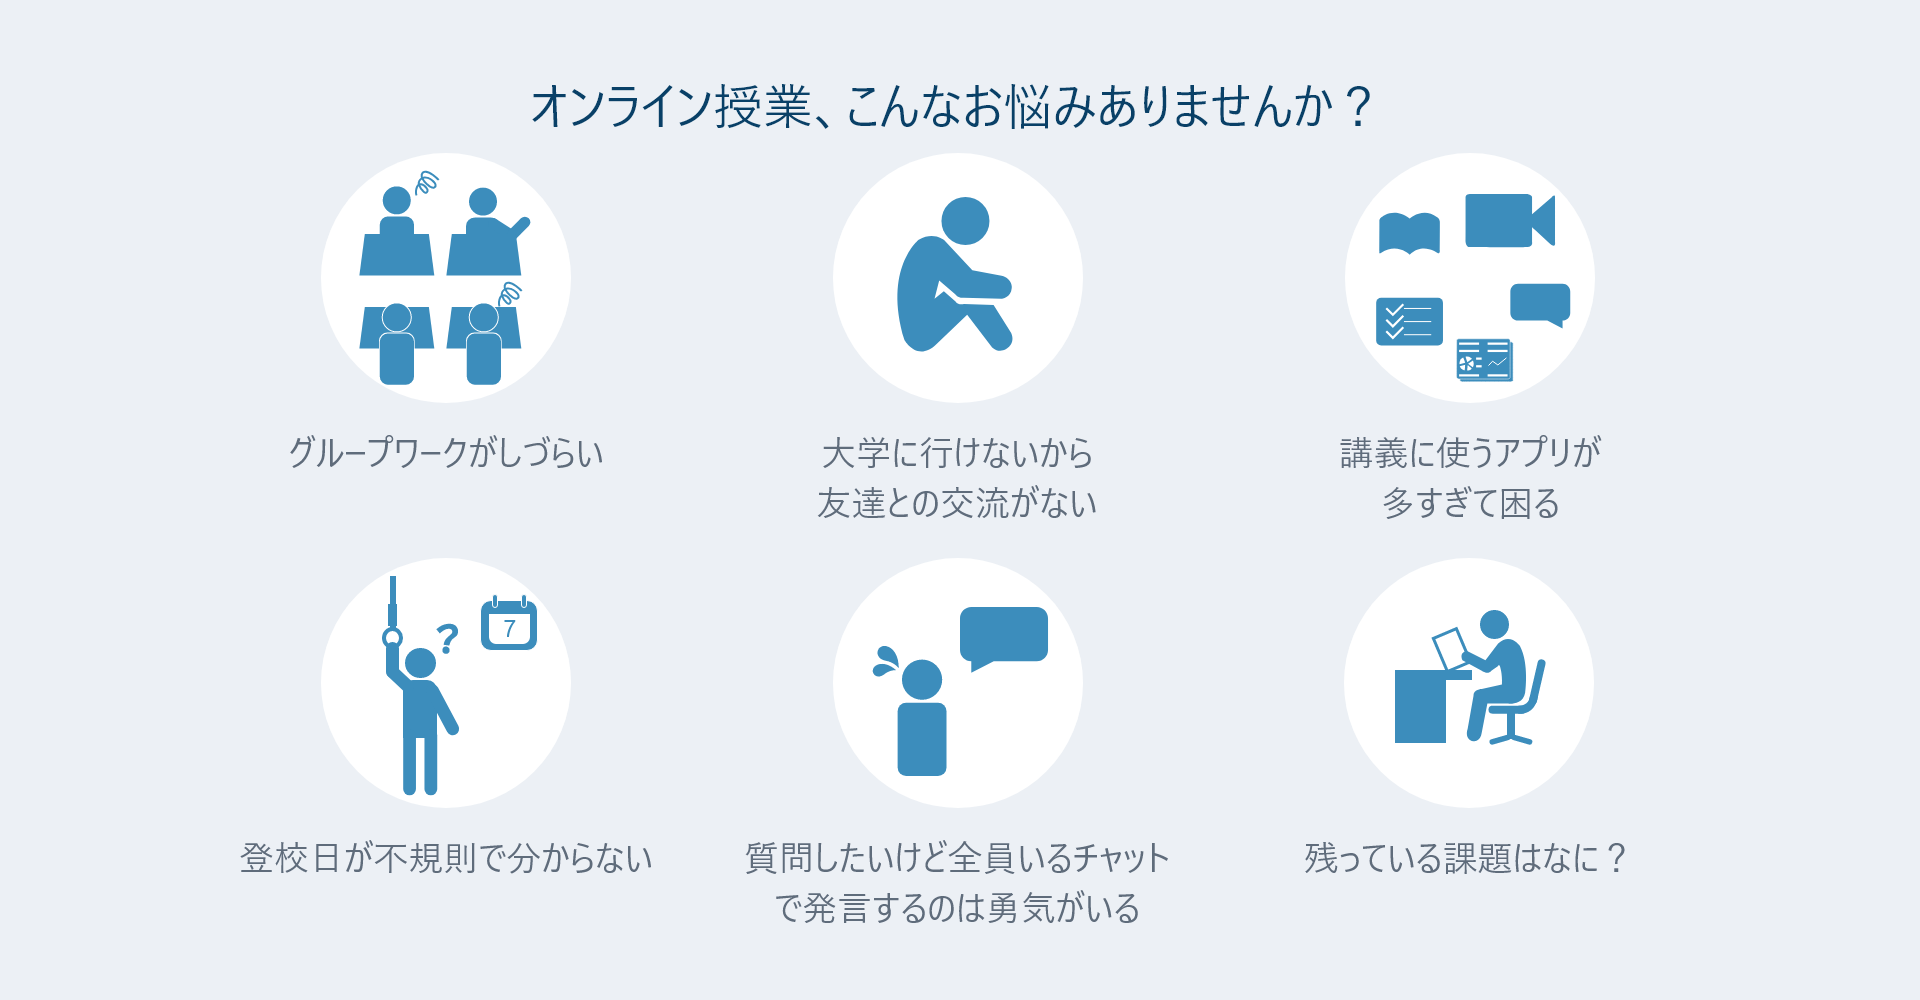 オンライン授業、こんなお悩みありませんか？
グループワークがしづらい
大学に行けないから
友達との交流がない
講義に使うアプリが
多すぎて困る
?
7
登校日が不規則で分からない
質問したいけど全員いるチャット
で発言するのは勇気がいる
残っている課題はなに？